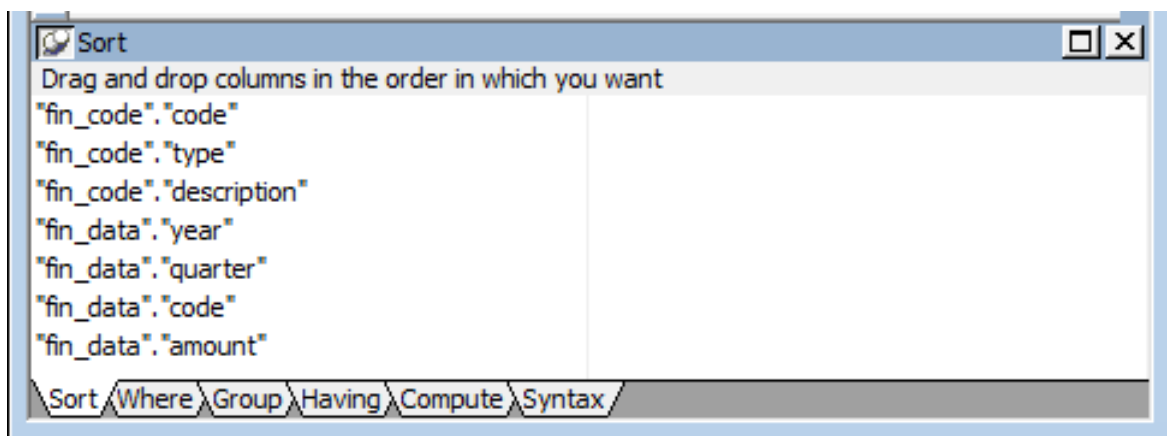 Sort
Drag and drop columns in the order in which you want
"fin_code"."code"
"fin_code"."type"
"fin_code"."description"
"fin_data"."year"
"fin_data"."quarter"
"fin_data"."code"
"fin_data"."amount"
Sort Where Group Having Compute Syntax